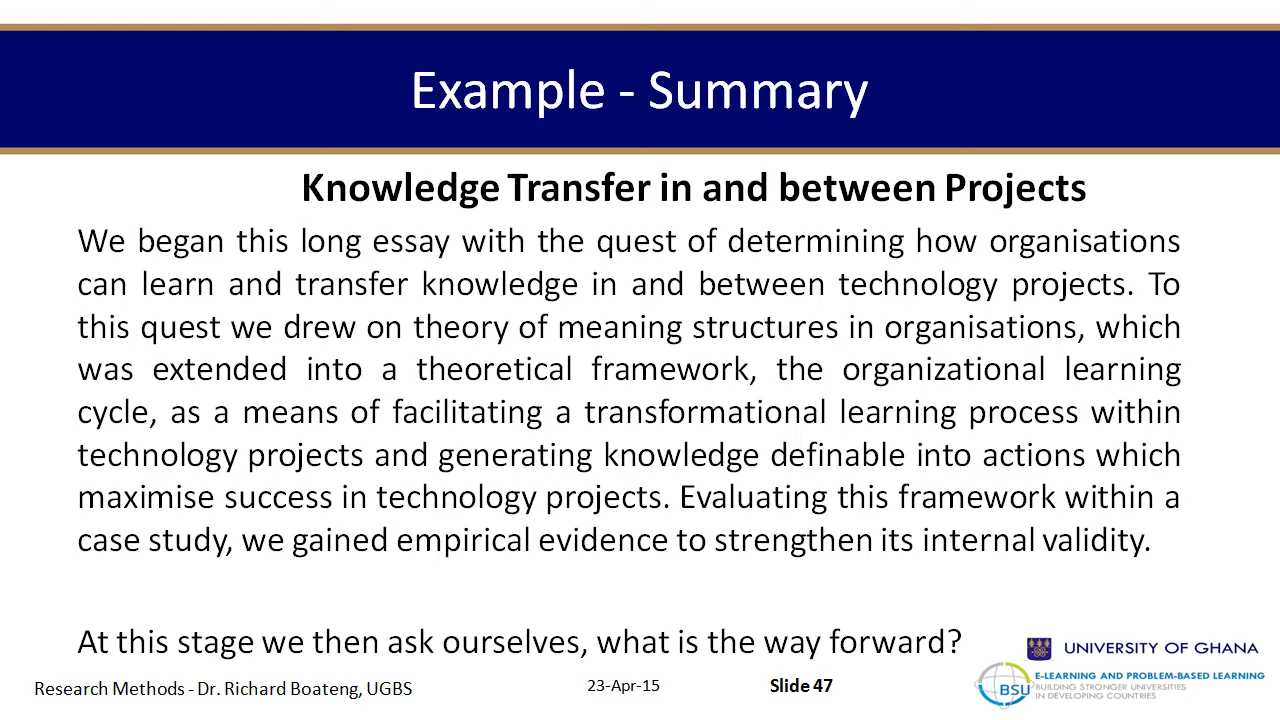 Example - Summary
Knowledge Transfer in and between Projects
We began this long essay with the quest of determining how organisations
can learn and transfer knowledge in and between technology projects. To
this quest we drew on theory of meaning structures in organisations, which
was extended into a theoretical framework, the organizational learning
cycle, as a means of facilitating a transformational learning process within
technology projects and generating knowledge definable into actions which
maximise success in technology projects. Evaluating this framework within a
case study, we gained empirical evidence to strengthen its internal validity.
At this stage we then ask ourselves, what is the way forward?
UNIVERSITY OF GHANA
BSU
E-LEARNING AND PROBLEM-BASED LEARNING
BUILDING STRONGER UNIVERSITIES
IN DEVELOPING COUNTRIES
Research Methods - Dr. Richard Boateng, UGBS
23-Apr-15
Slide 47